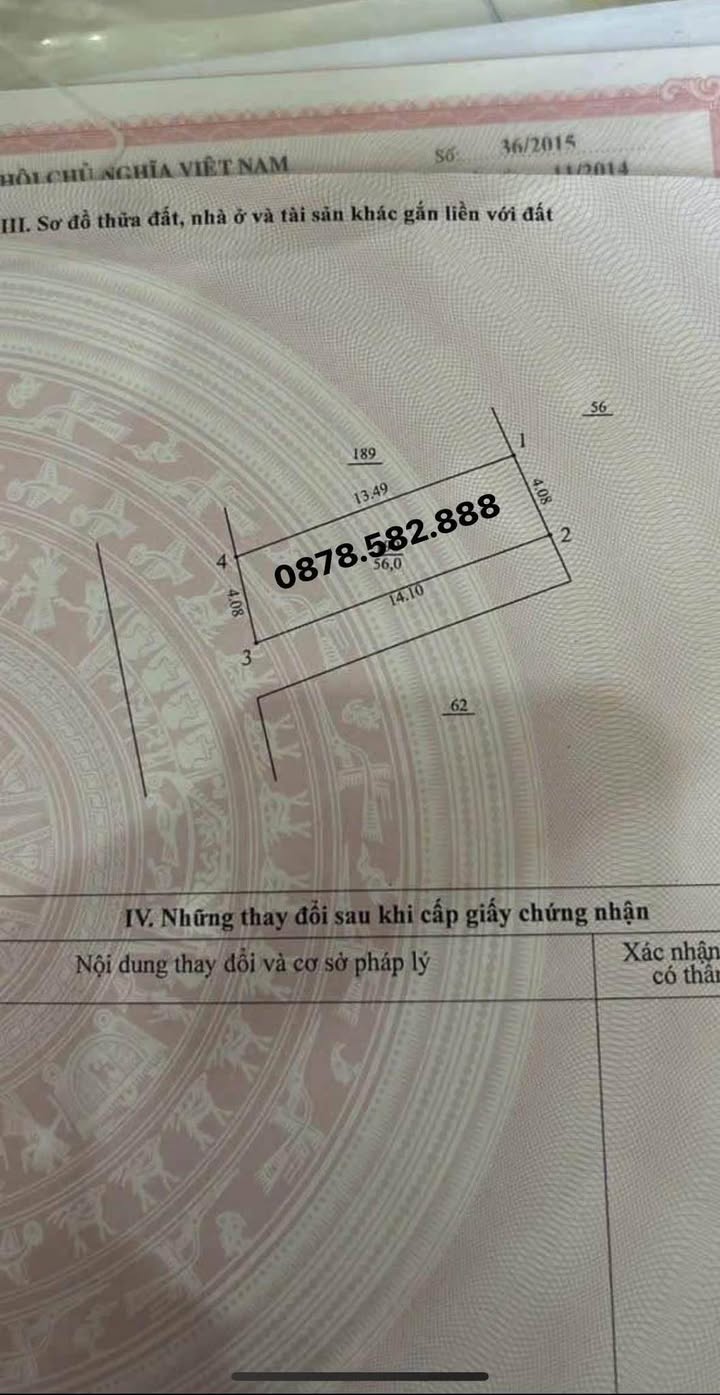 HỘI CHỦ NGHĨA VIỆT NAM
Số: 36/2015
11/2014
III. Sơ đồ thửa đất, nhà ở và tài sản khác gắn liền với đất
56
1
189
13.49
4.08
0878.582.888
2
4
56,0
4.08
14.10
3
62
IV. Những thay đổi sau khi cấp giấy chứng nhận
Nội dung thay đổi và cơ sở pháp lý
Xác nhận
có thẩ